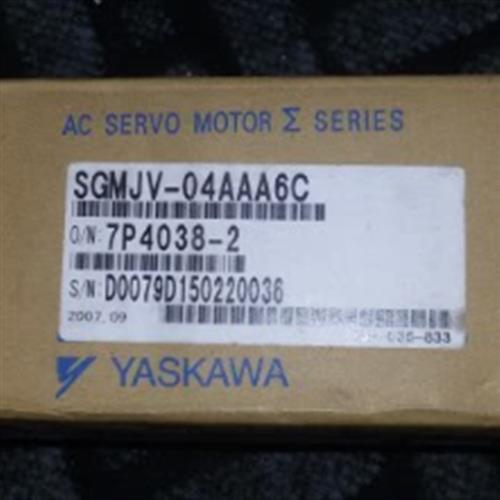 AC SERVO MOTOR Σ SERIES
SGMJV-04AAA6C
O/N: 7P4038-2
S/N: D0079D150220036
2007.09
YASKAWA